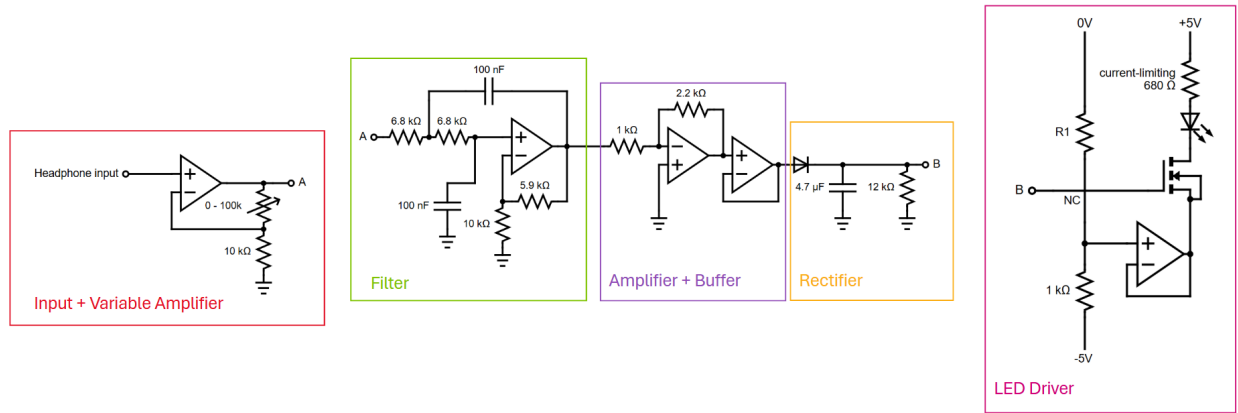 Headphone input
A
0 - 100k
10 kΩ
Input + Variable Amplifier
100 nF
A
6.8 kΩ
6.8 kΩ
5.9 kΩ
100 nF
10 kΩ
Filter
2.2 kΩ
1 kΩ
Amplifier + Buffer
B
4.7 μF
12 kΩ
Rectifier
0V
+5V
current-limiting
680 Ω
R1
B
NC
1 kΩ
-5V
LED Driver